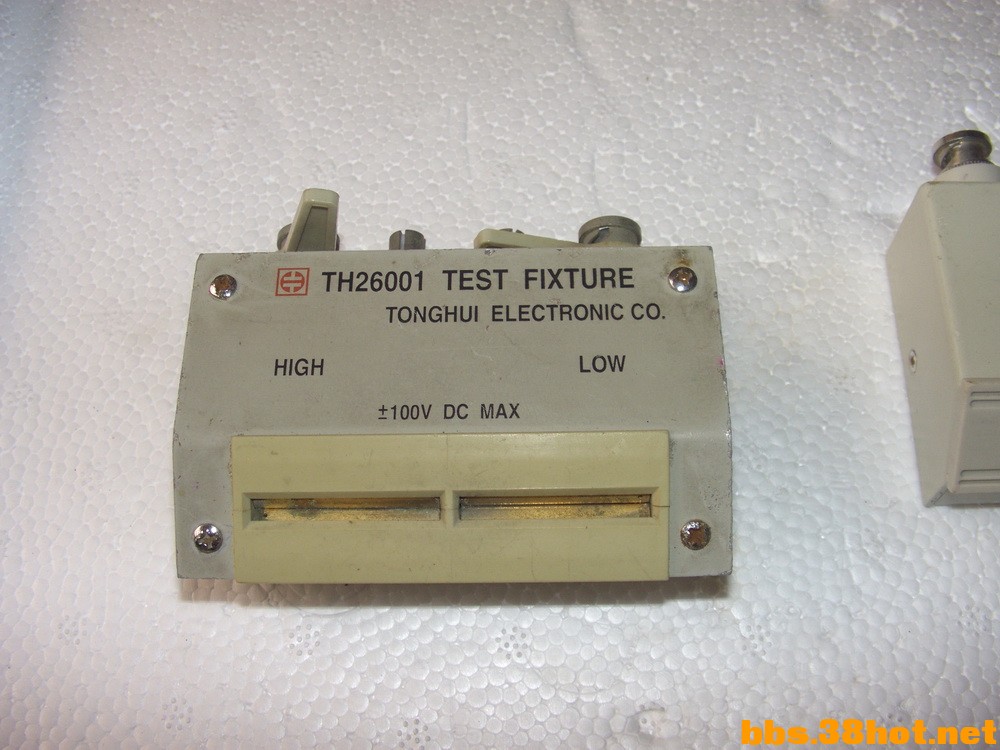 TH26001 TEST FIXTURE
TONGHUI ELECTRONIC CO.
HIGH LOW
±100V DC MAX
bbs.38hot.net